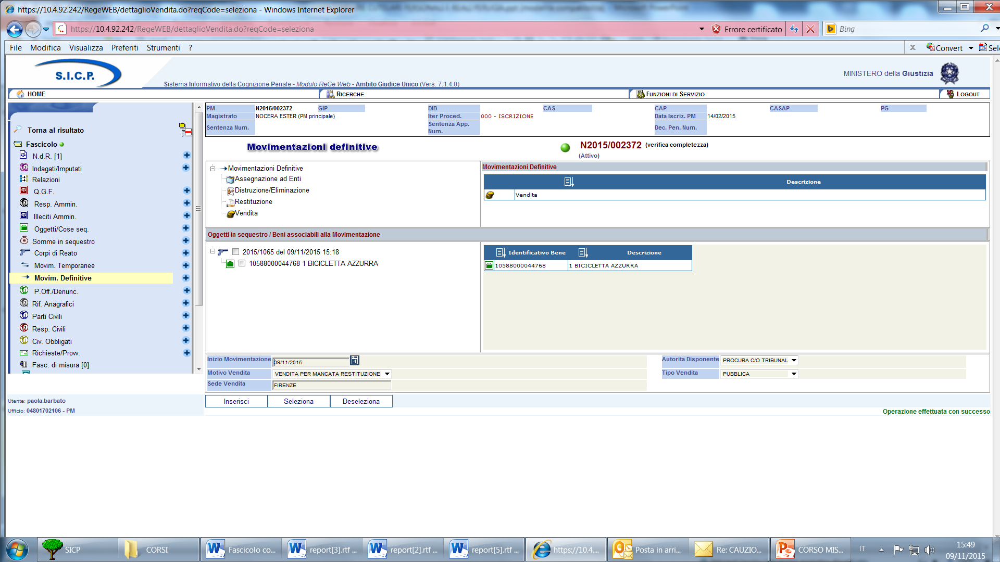 https://10.4.92.242/RegeWEB/dettaglioVendita.do?reqCode=seleziona - Windows Internet Explorer
https://10.4.92.242/RegeWEB/dettaglioVendita.do?reqCode=seleziona
Errore certificato
Bing
File Modifica Visualizza Preferiti Strumenti ?
x Convert Sele
S.I.C.P.
Sistema Informativo della Cognizione Penale - Modulo ReGe Web - Ambito Giudice Unico (Vers. 7.1.4.0)
MINISTERO della Giustizia
HOME RICERCHE FUNZIONI DI SERVIZIO LOGOUT
PM N2015/002372 GIP DIB CAS CAP CASAP PG
Magistrato NOCERA ESTER (PM principale) Iter Proced. 000 - ISCRIZIONE Data Iscriz. PM 14/02/2015
Sentenza Num. Sentenza App. Num. Dec. Pen. Num.
Torna al risultato
Fascicolo
N.d.R. [1]
Indagati/Imputati
Relazioni
Q.G.F.
Resp. Ammin.
Illeciti Ammin.
Oggetti/Cose seq.
Somme in sequestro
Corpi di Reato
Movim. Temporanee
Movim. Definitive
P.Off./Denunc.
Rif. Anagrafici
Parti Civili
Resp. Civili
Civ. Obbligati
Richieste/Provv.
Fasc. di misura [0]
Utente: paola.barbato
Ufficio: 04801702106 - PM
Movimentazioni definitive
N2015/002372 (verifica completezza)
(Attivo)
Movimentazioni Definitive
Assegnazione ad Enti
Distruzione/Eliminazione
Restituzione
Vendita
Movimentazioni Definitive
Descrizione
Vendita
Oggetti in sequestro / Beni associabili alla Movimentazione
2015/1065 del 09/11/2015 15:18
10588000044768 1 BICICLETTA AZZURRA
Identificativo Bene Descrizione
10588000044768 1 BICICLETTA AZZURRA
Inizio Movimentazione 09/11/2015 4 Autorita Disponente PROCURA C/O TRIBUNAL
Motivo Vendita VENDITA PER MANCATA RESTITUZIONE Tipo Vendita PUBBLICA
Sede Vendita FIRENZE
Inserisci Seleziona Deseleziona
Operazione effettuata con successo
SICP CORSI Fascicolo co... report[3].rtf ... report[2].rtf ... report[5].rtf ... https://10.4.... Posta in arri... Re: CAUZIO... CORSO MIS... IT 15:49
09/11/2015